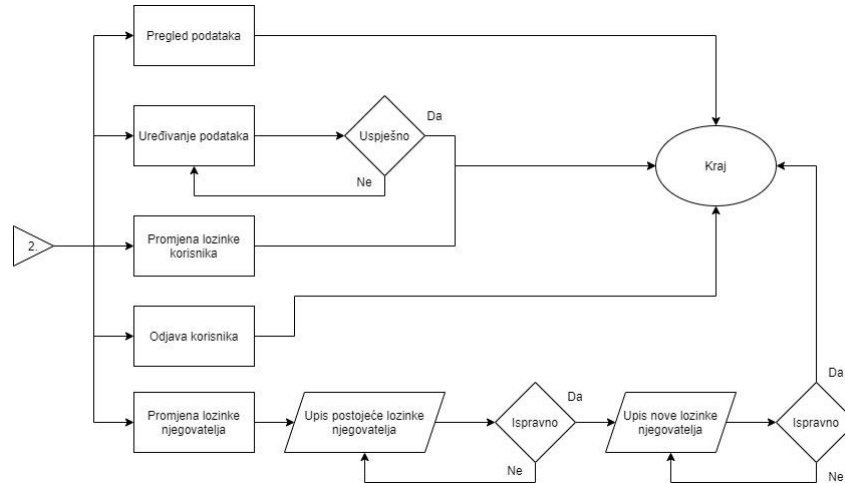 Pregled podataka
Uređivanje podataka
Uspješno
Da
Ne
Kraj
2.
Promjena lozinke
korisnika
Odjava korisnika
Promjena lozinke
njegovatelja
Upis postojeće lozinke
njegovatelja
Ispravno
Da
Ne
Upis nove lozinke
njegovatelja
Ispravno
Da
Ne